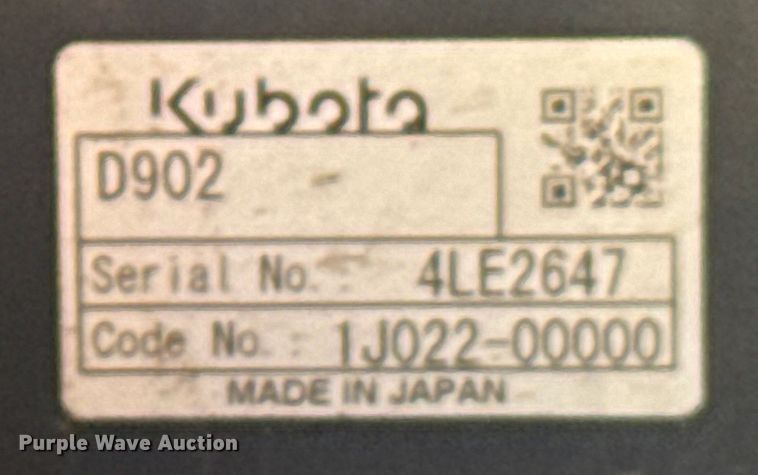 Kubota
D902
Serial No. : 4LE2647
Code No. : 1J022-00000
MADE IN JAPAN
Purple Wave Auction